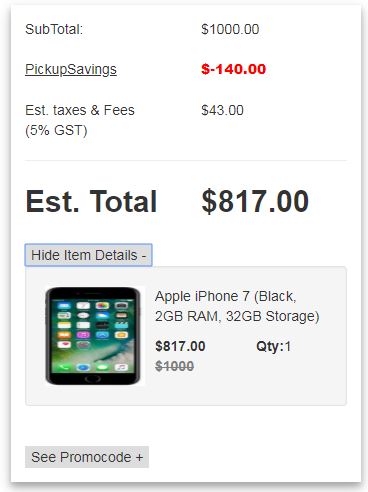 SubTotal: $1000.00
PickupSavings $-140.00
Est. taxes & Fees $43.00
(5% GST)
Est. Total $817.00
Hide Item Details -
Apple iPhone 7 (Black,
2GB RAM, 32GB Storage)
$817.00 Qty:1
$1000
See Promocode +